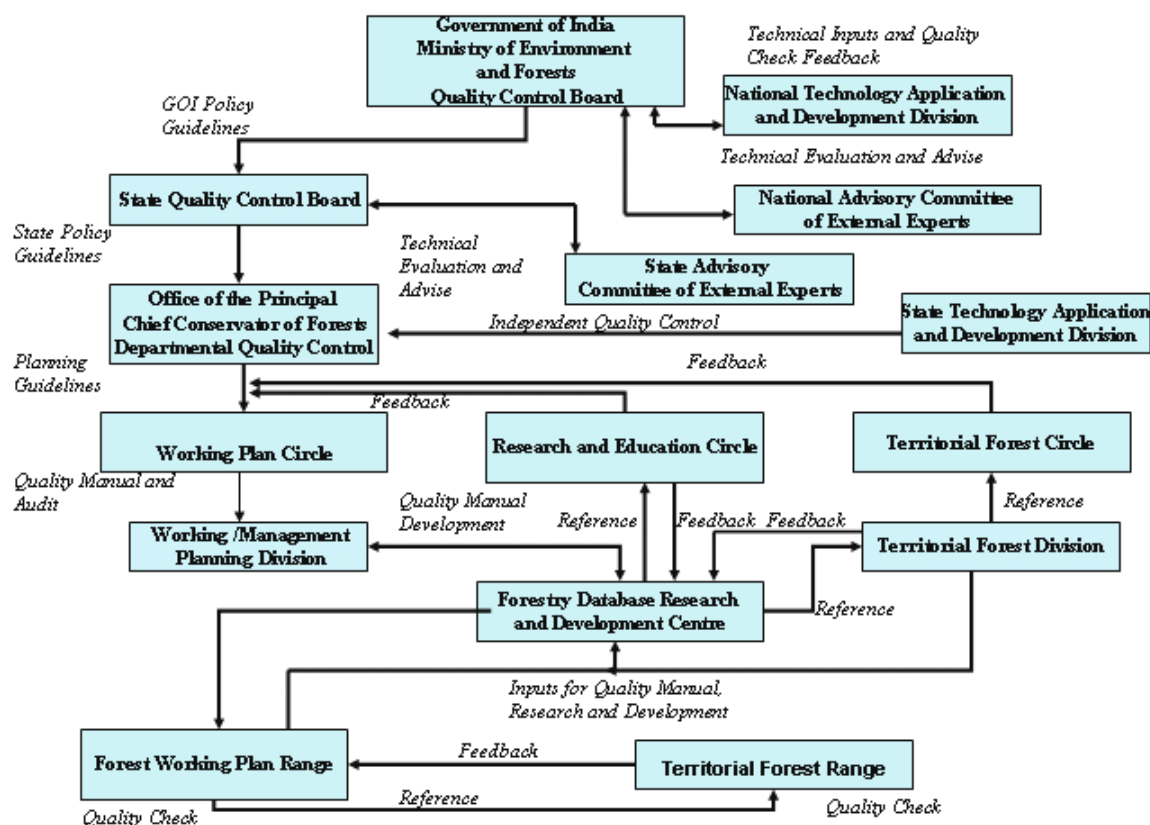 Government of India
Ministry of Environment
and Forests
Quality Control Board
Technical Inputs and Quality
Check Feedback
National Technology Application
and Development Division
GOI Policy
Guidelines
Technical Evaluation and Advise
State Quality Control Board
National Advisory Committee
of External Experts
State Policy
Guidelines
Technical
Evaluation and
Advise
State Advisory
Committee of External Experts
Office of the Principal
Chief Conservator of Forests
Departmental Quality Control
Independent Quality Control
State Technology Application
and Development Division
Planning
Guidelines
Feedback
Feedback
Working Plan Circle
Research and Education Circle
Territorial Forest Circle
Quality Manual and
Audit
Quality Manual
Development
Reference
Feedback
Feedback
Reference
Working /Management
Planning Division
Territorial Forest Division
Forestry Database Research
and Development Centre
Reference
Inputs for Quality Manual,
Research and Development
Forest Working Plan Range
Feedback
Territorial Forest Range
Reference
Quality Check
Quality Check